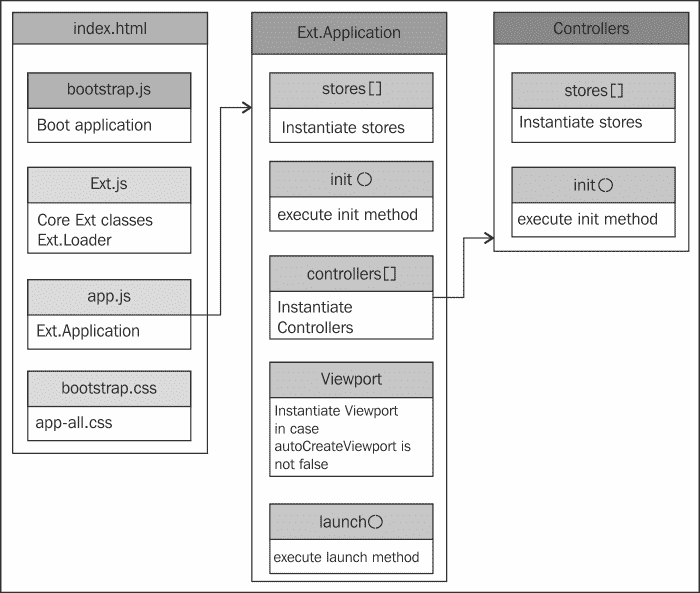 index.html
bootstrap.js
Boot application
Ext.js
Core Ext classes
Ext.Loader
app.js
Ext.Application
bootstrap.css
app-all.css
Ext.Application
stores[]
Instantiate stores
init()
execute init method
controllers[]
Instantiate
Controllers
Viewport
Instantiate Viewport
in case
autoCreateViewport is
not false
launch()
execute launch method
Controllers
stores[]
Instantiate stores
init()
execute init method